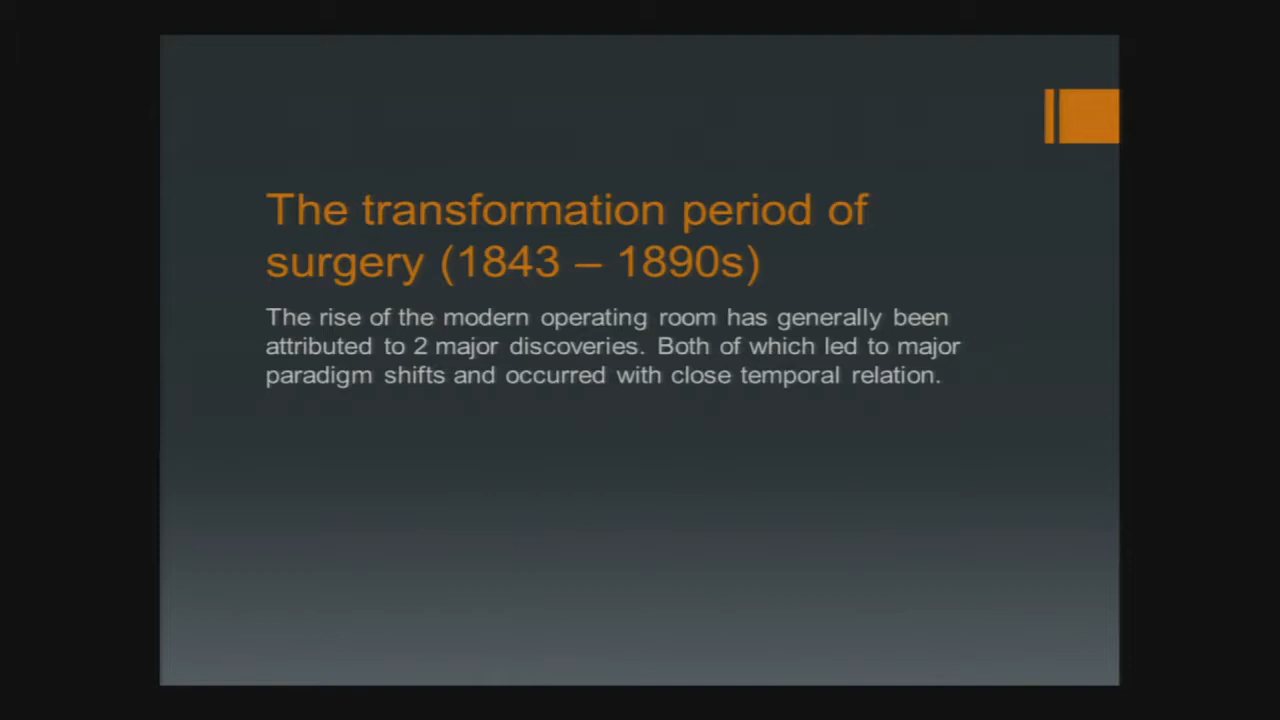 The transformation period of
surgery (1843 – 1890s)
The rise of the modern operating room has generally been
attributed to 2 major discoveries. Both of which led to major
paradigm shifts and occurred with close temporal relation.